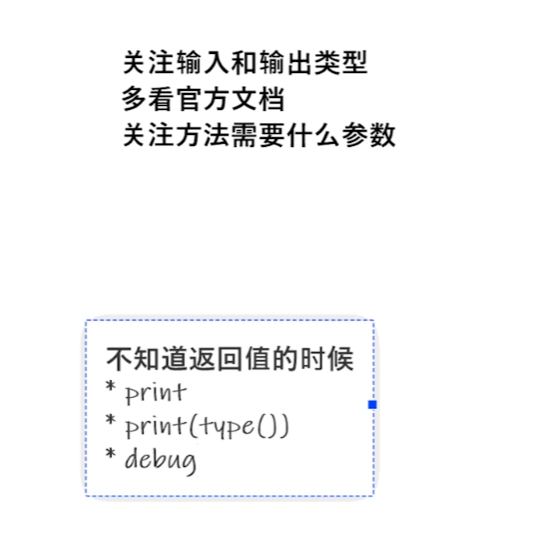 关注输入和输出类型
多看官方文档
关注方法需要什么参数
不知道返回值的时候
* print
* print(type())
* debug